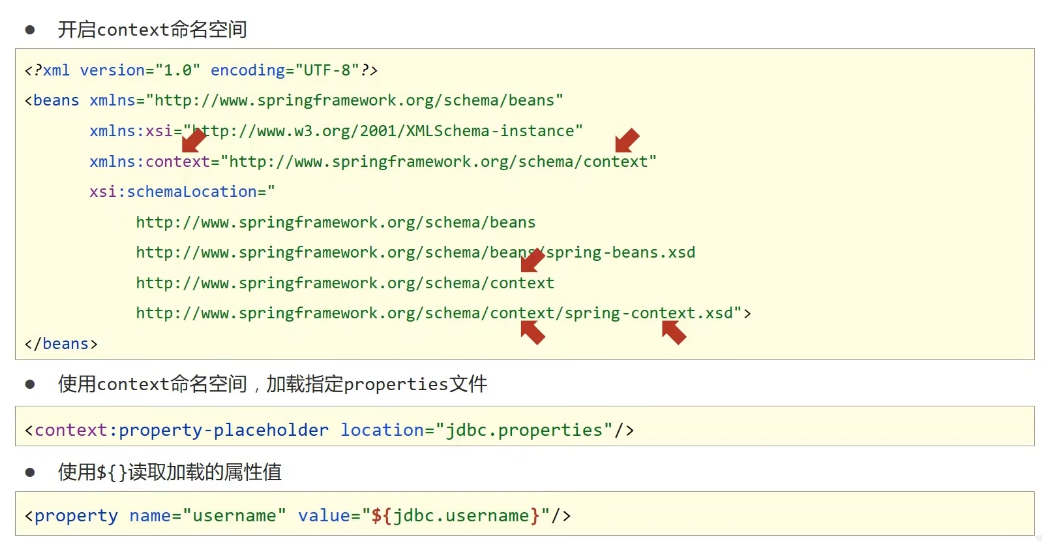 ● 开启context命名空间
<?xml version="1.0" encoding="UTF-8"?>
<beans xmlns="http://www.springframework.org/schema/beans"
xmlns:xsi="http://www.w3.org/2001/XMLSchema-instance"
xmlns:context="http://www.springframework.org/schema/context"
xsi:schemaLocation="
http://www.springframework.org/schema/beans
http://www.springframework.org/schema/beans/spring-beans.xsd
http://www.springframework.org/schema/context
http://www.springframework.org/schema/context/spring-context.xsd">
</beans>
● 使用context命名空间，加载指定properties文件
<context:property-placeholder location="jdbc.properties"/>
● 使用${}读取加载的属性值
<property name="username" value="${jdbc.username}"/>